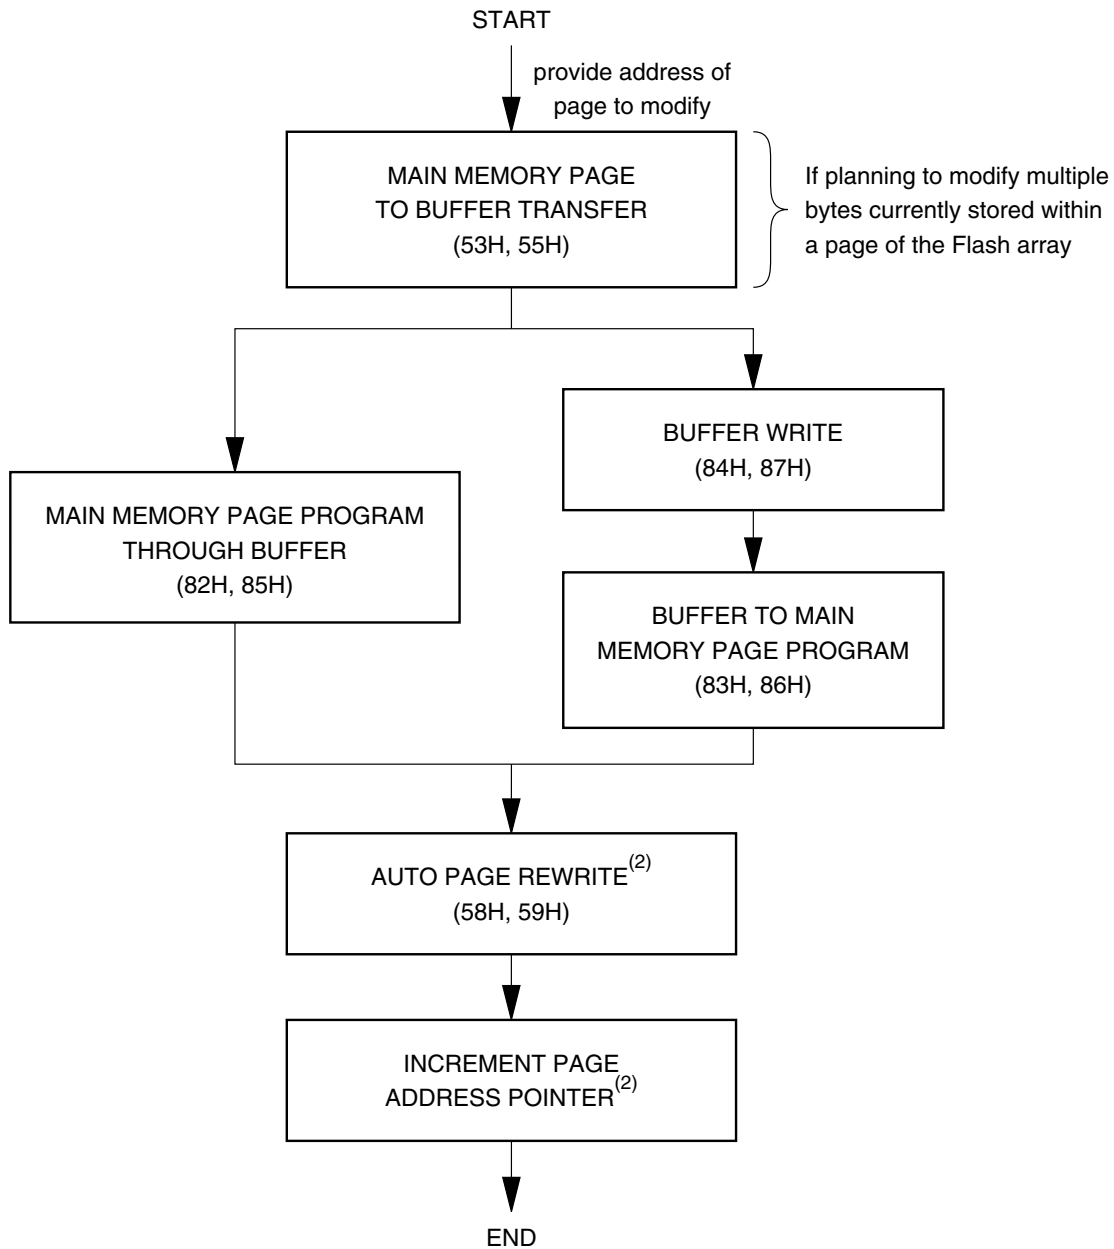 START
provide address of
page to modify
MAIN MEMORY PAGE
TO BUFFER TRANSFER
(53H, 55H)
If planning to modify multiple
bytes currently stored within
a page of the Flash array
BUFFER WRITE
(84H, 87H)
MAIN MEMORY PAGE PROGRAM
THROUGH BUFFER
(82H, 85H)
BUFFER TO MAIN
MEMORY PAGE PROGRAM
(83H, 86H)
AUTO PAGE REWRITE(2)
(58H, 59H)
INCREMENT PAGE
ADDRESS POINTER(2)
END